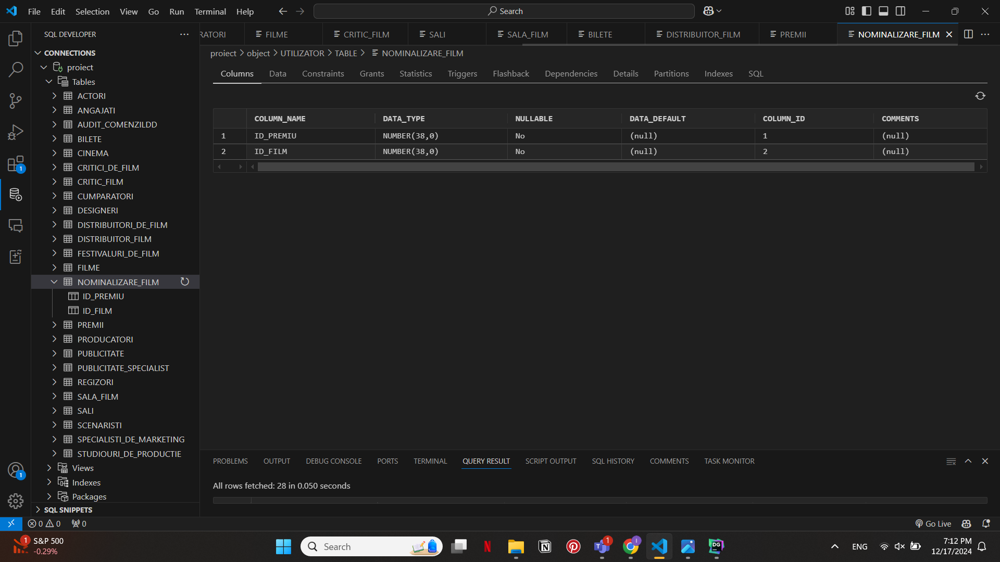 File Edit Selection View Go Run Terminal Help Search
SQL DEVELOPER
RATORI FILME CRITIC_FILM SALI SALA_FILM BILETE DISTRIBUITOR_FILM PREMII NOMINALIZARE_FILM
proiect > object > UTILIZATOR > TABLE > NOMINALIZARE_FILM
Columns Data Constraints Grants Statistics Triggers Flashback Dependencies Details Partitions Indexes SQL
COLUMN_NAME DATA_TYPE NULLABLE DATA_DEFAULT COLUMN_ID COMMENTS
1 ID_PREMIU NUMBER(38,0) No (null) 1 (null)
2 ID_FILM NUMBER(38,0) No (null) 2 (null)
CONNECTIONS
proiect
Tables
ACTORI
ANGAJATI
AUDIT_COMENZILDD
BILETE
CINEMA
CRITICI_DE_FILM
CRITIC_FILM
CUMPARATORI
DESIGNERI
DISTRIBUITORI_DE_FILM
DISTRIBUITOR_FILM
FESTIVALURI_DE_FILM
FILME
NOMINALIZARE_FILM
ID_PREMIU
ID_FILM
PREMII
PRODUCATORI
PUBLICITATE
PUBLICITATE_SPECIALIST
REGIZORI
SALA_FILM
SALI
SCENARISTI
SPECIALISTI_DE_MARKETING
STUDIOURI_DE_PRODUCTIE
Views
Indexes
Packages
SQL SNIPPETS
1
1
PROBLEMS OUTPUT DEBUG CONSOLE PORTS TERMINAL QUERY RESULT SCRIPT OUTPUT SQL HISTORY COMMENTS TASK MONITOR
All rows fetched: 28 in 0.050 seconds
0 0 0 Go Live
1 S&P 500
-0.29%
Search
N
N
T 1
I
DG
ENG
7:12 PM
12/17/2024